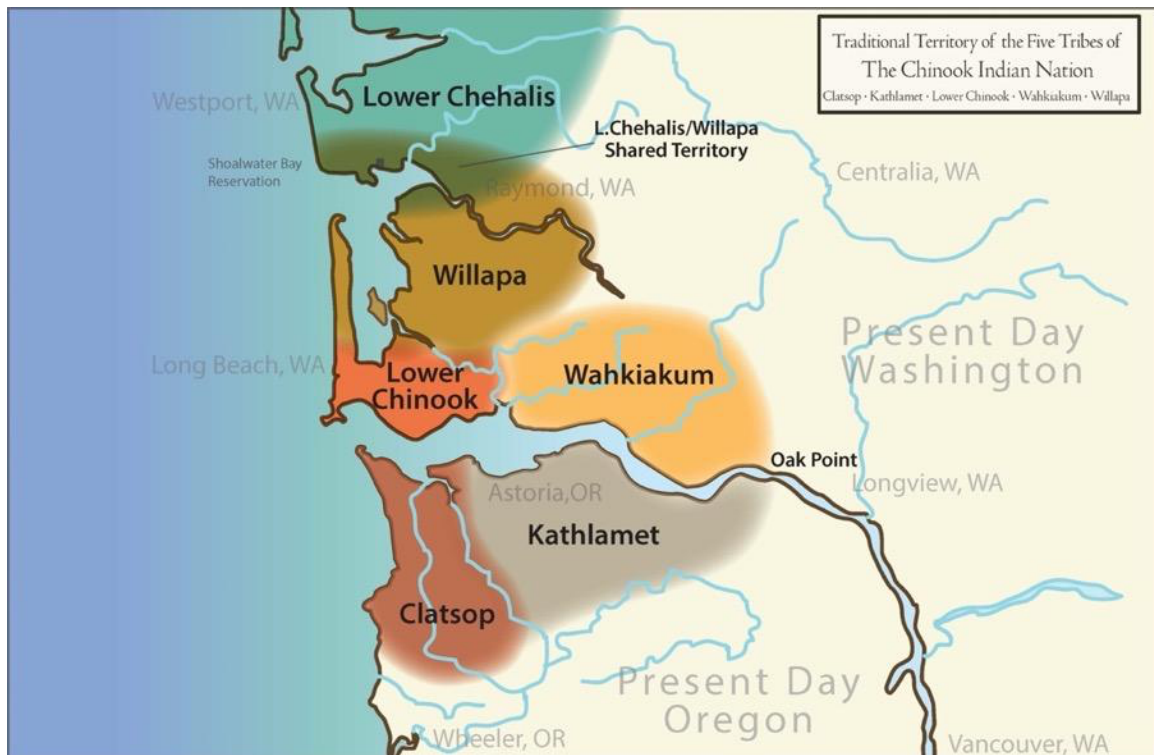 Traditional Territory of the Five Tribes of
The Chinook Indian Nation
Clatsop · Kathlamet · Lower Chinook · Wahkiakum · Willapa
Westport, WA
Lower Chehalis
L.Chehalis/Willapa
Shared Territory
Shoalwater Bay
Reservation
Raymond, WA
Centralia, WA
Willapa
Present Day
Washington
Long Beach, WA
Lower
Chinook
Wahkiakum
Oak Point
Longview, WA
Astoria,OR
Kathlamet
Clatsop
Present Day
Oregon
Wheeler, OR
Vancouver, WA